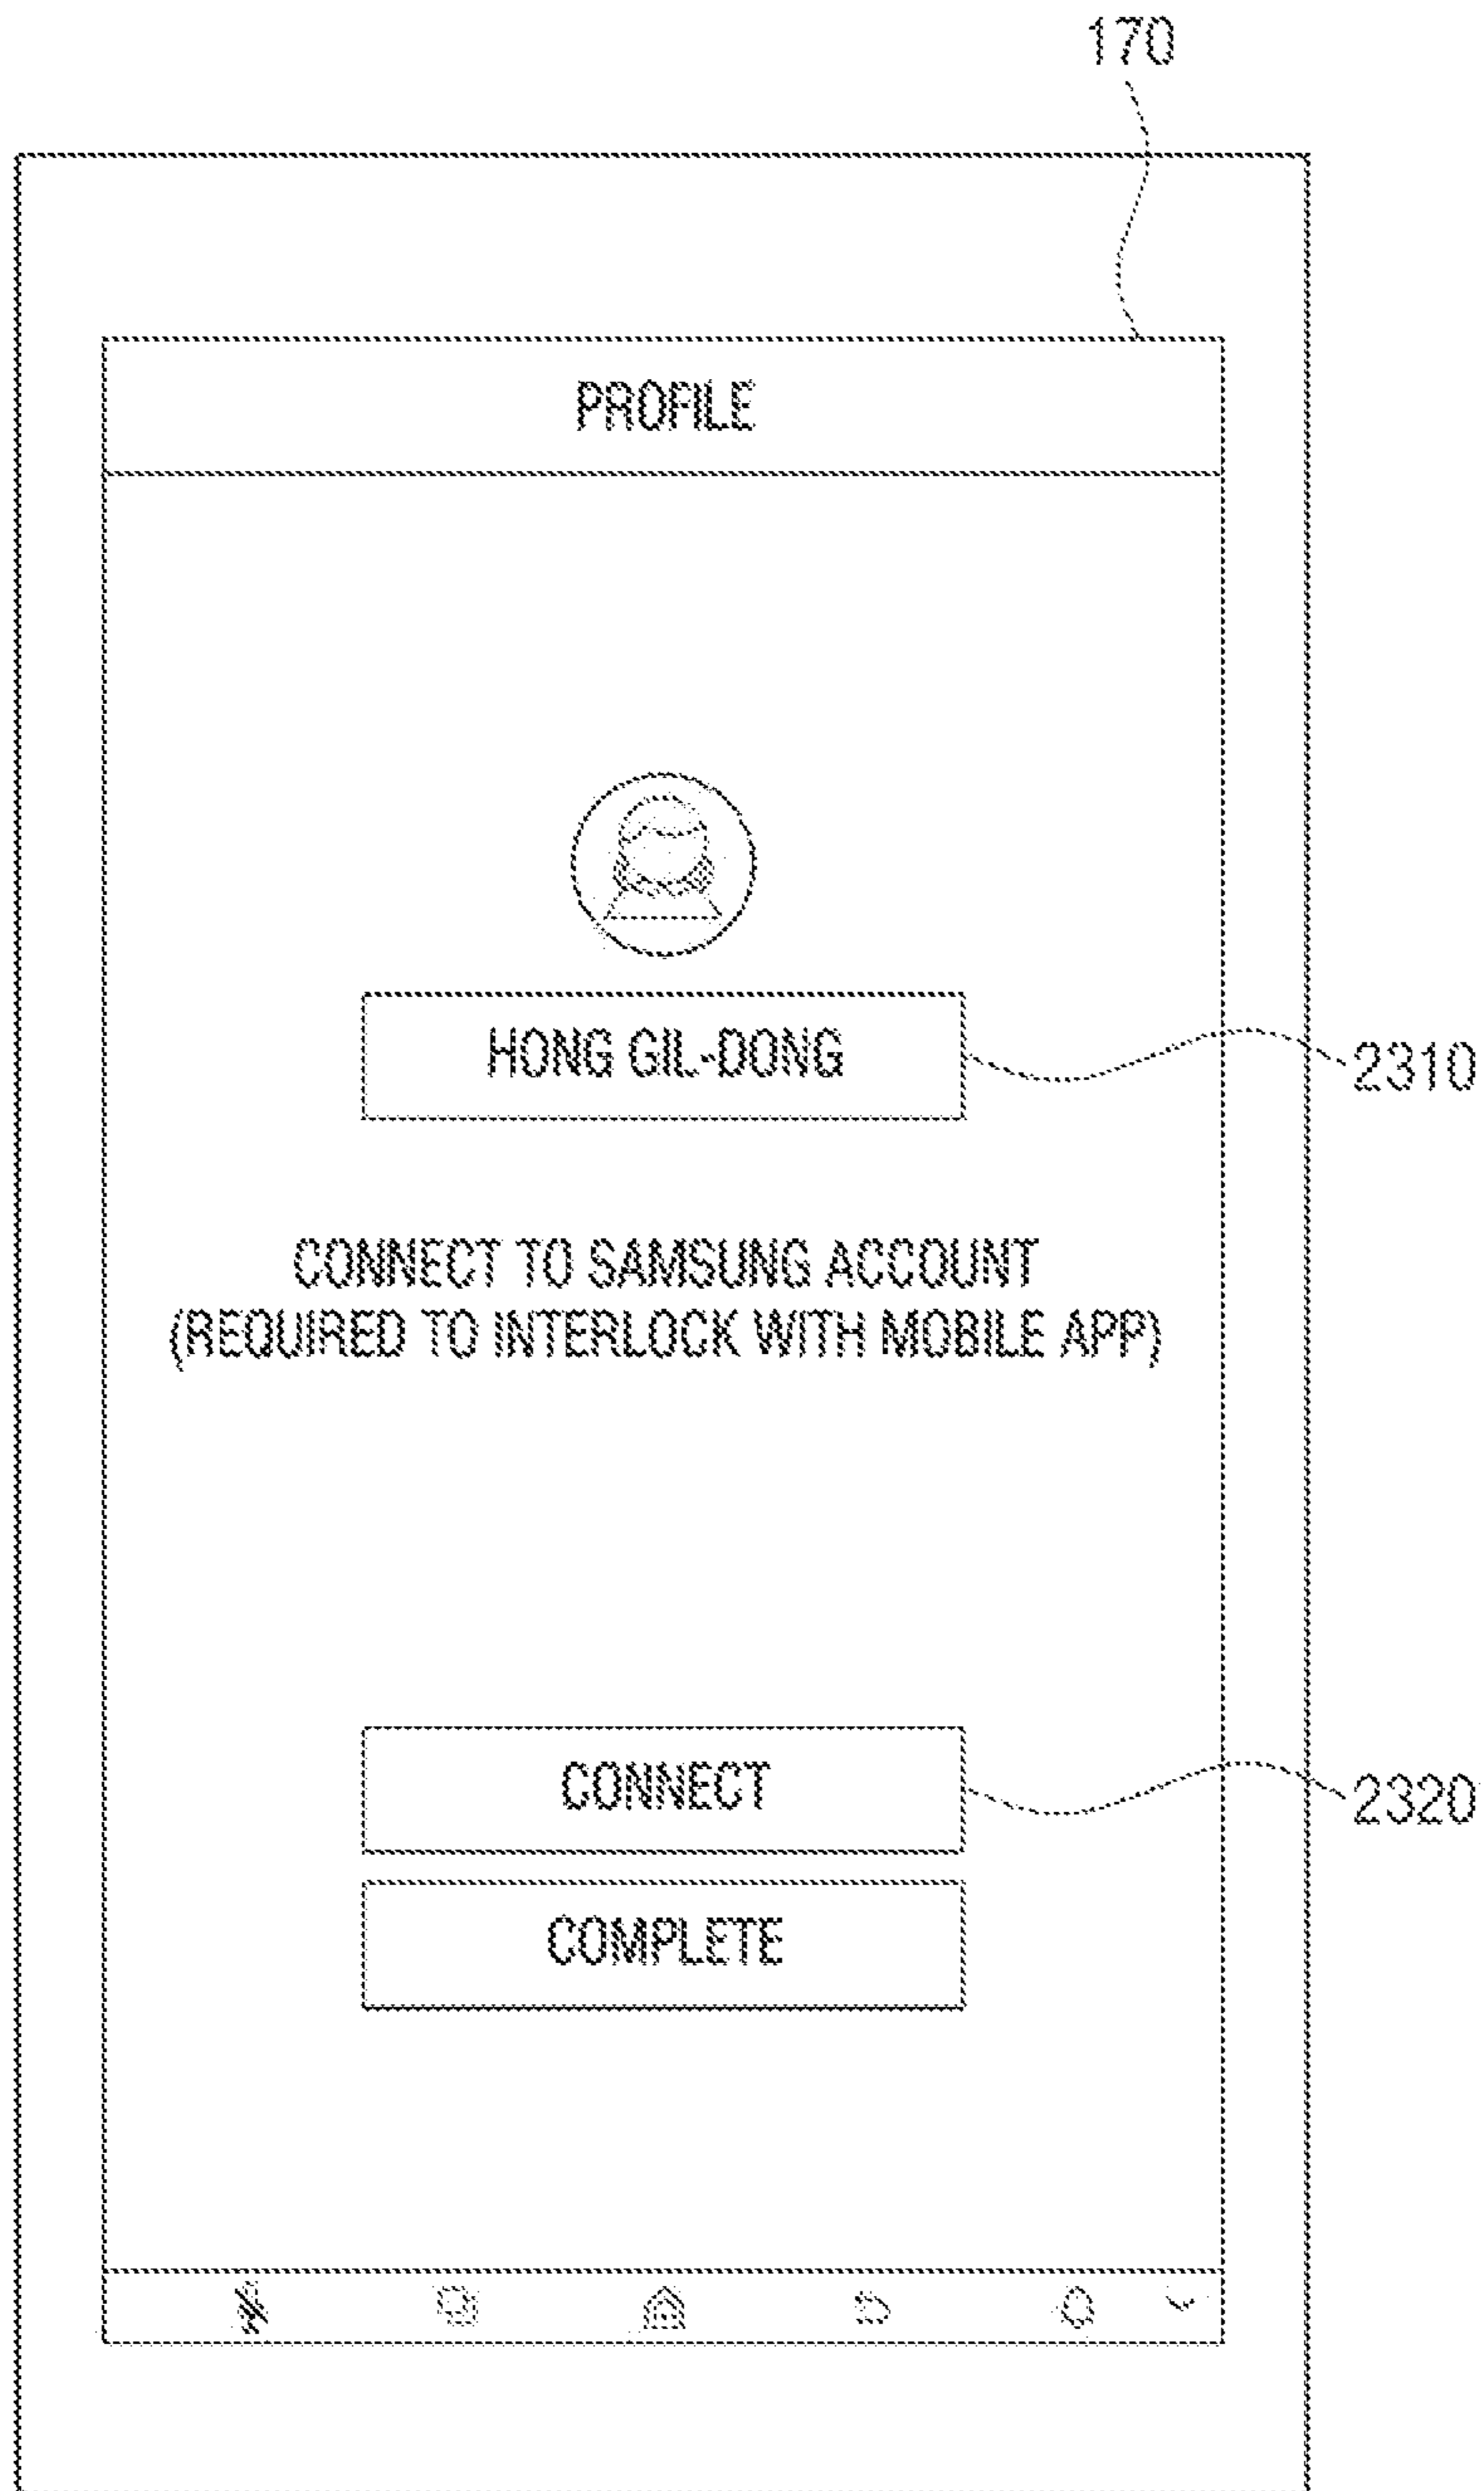 170
PROFILE
HONG GIL-DONG
2310
CONNECT TO SAMSUNG ACCOUNT
(REQUIRED TO INTERLOCK WITH MOBILE APP)
CONNECT
2320
COMPLETE